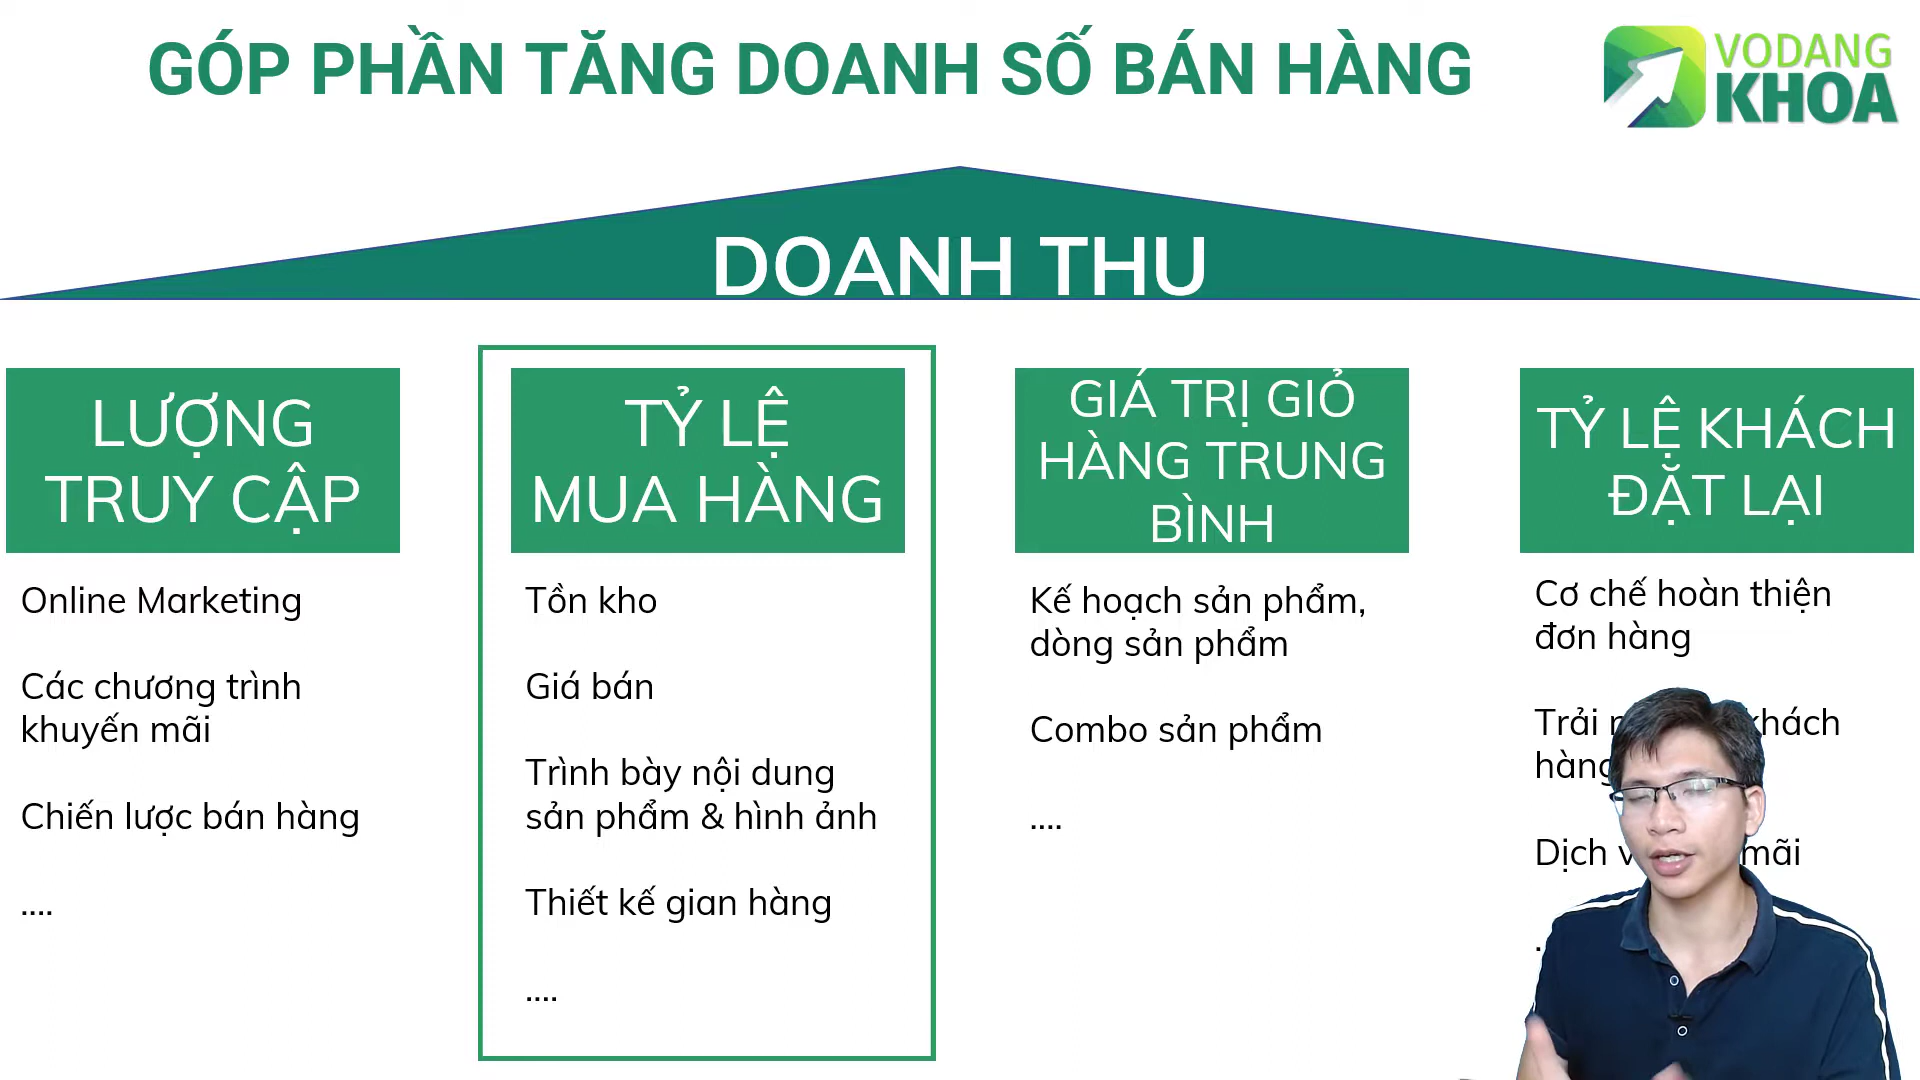 GÓP PHẦN TĂNG DOANH SỐ BÁN HÀNG
VODANG
KHOA
DOANH THU
LƯỢNG
TRUY CẬP
Online Marketing
Các chương trình
khuyến mãi
Chiến lược bán hàng
....
TỶ LỆ
MUA HÀNG
Tồn kho
Giá bán
Trình bày nội dung
sản phẩm & hình ảnh
Thiết kế gian hàng
....
GIÁ TRỊ GIỎ
HÀNG TRUNG
BÌNH
Kế hoạch sản phẩm,
dòng sản phẩm
Combo sản phẩm
....
TỶ LỆ KHÁCH
ĐẶT LẠI
Cơ chế hoàn thiện
đơn hàng
Trải khách
hàng
Dịch mãi